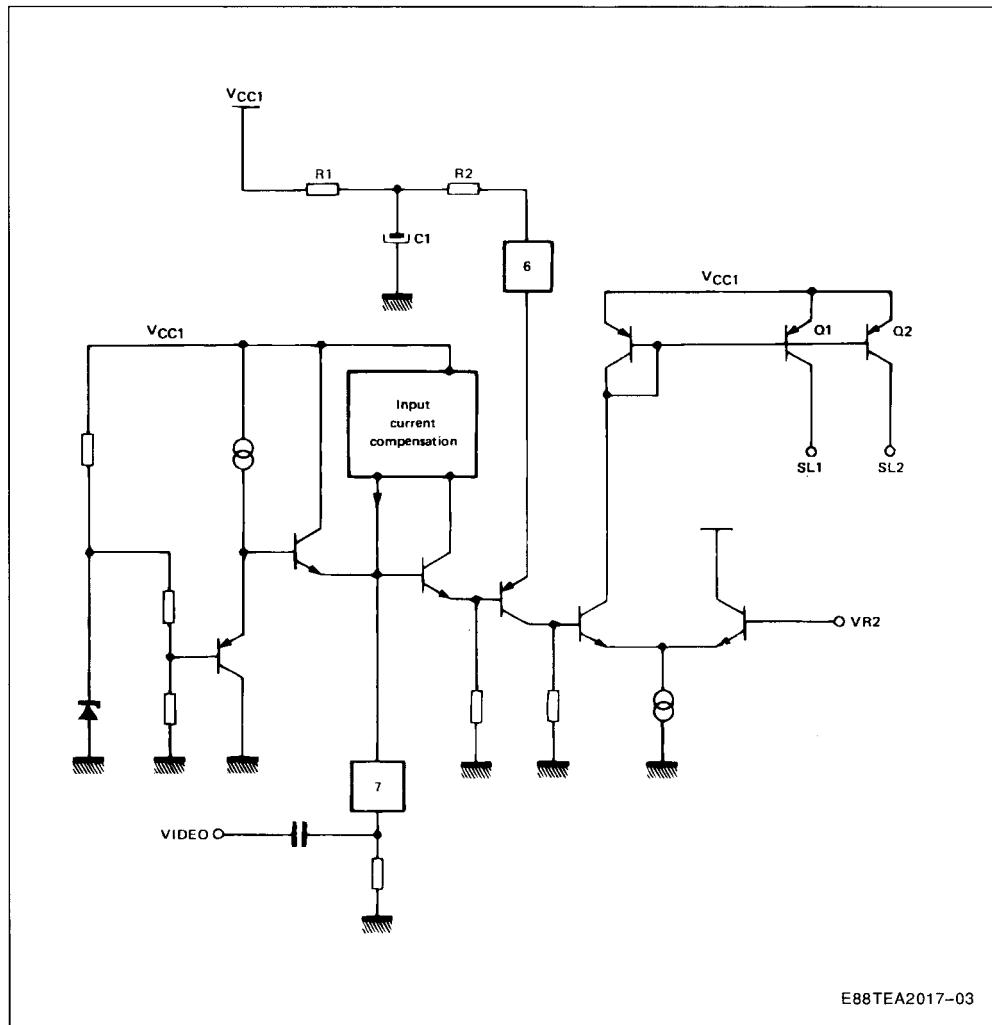 VCC1
R1
R2
C1
6
VCC1
Q1
Q2
VCC1
Input
current
compensation
SL1
SL2
VR2
7
VIDEO
E88TEA2017-03